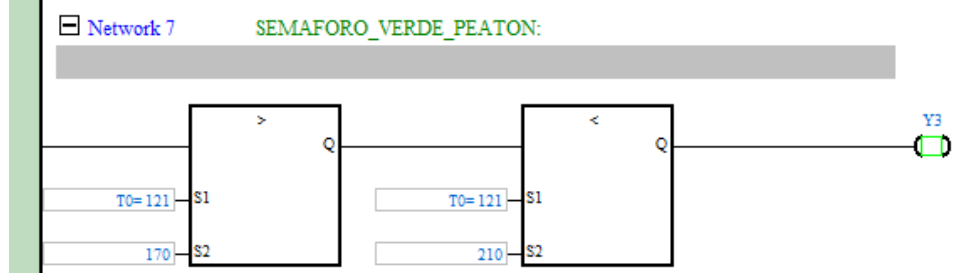 Network 7 SEMAFORO_VERDE_PEATON:
> < Y3
Q Q
T0= 121 S1 T0= 121 S1
170 S2 210 S2